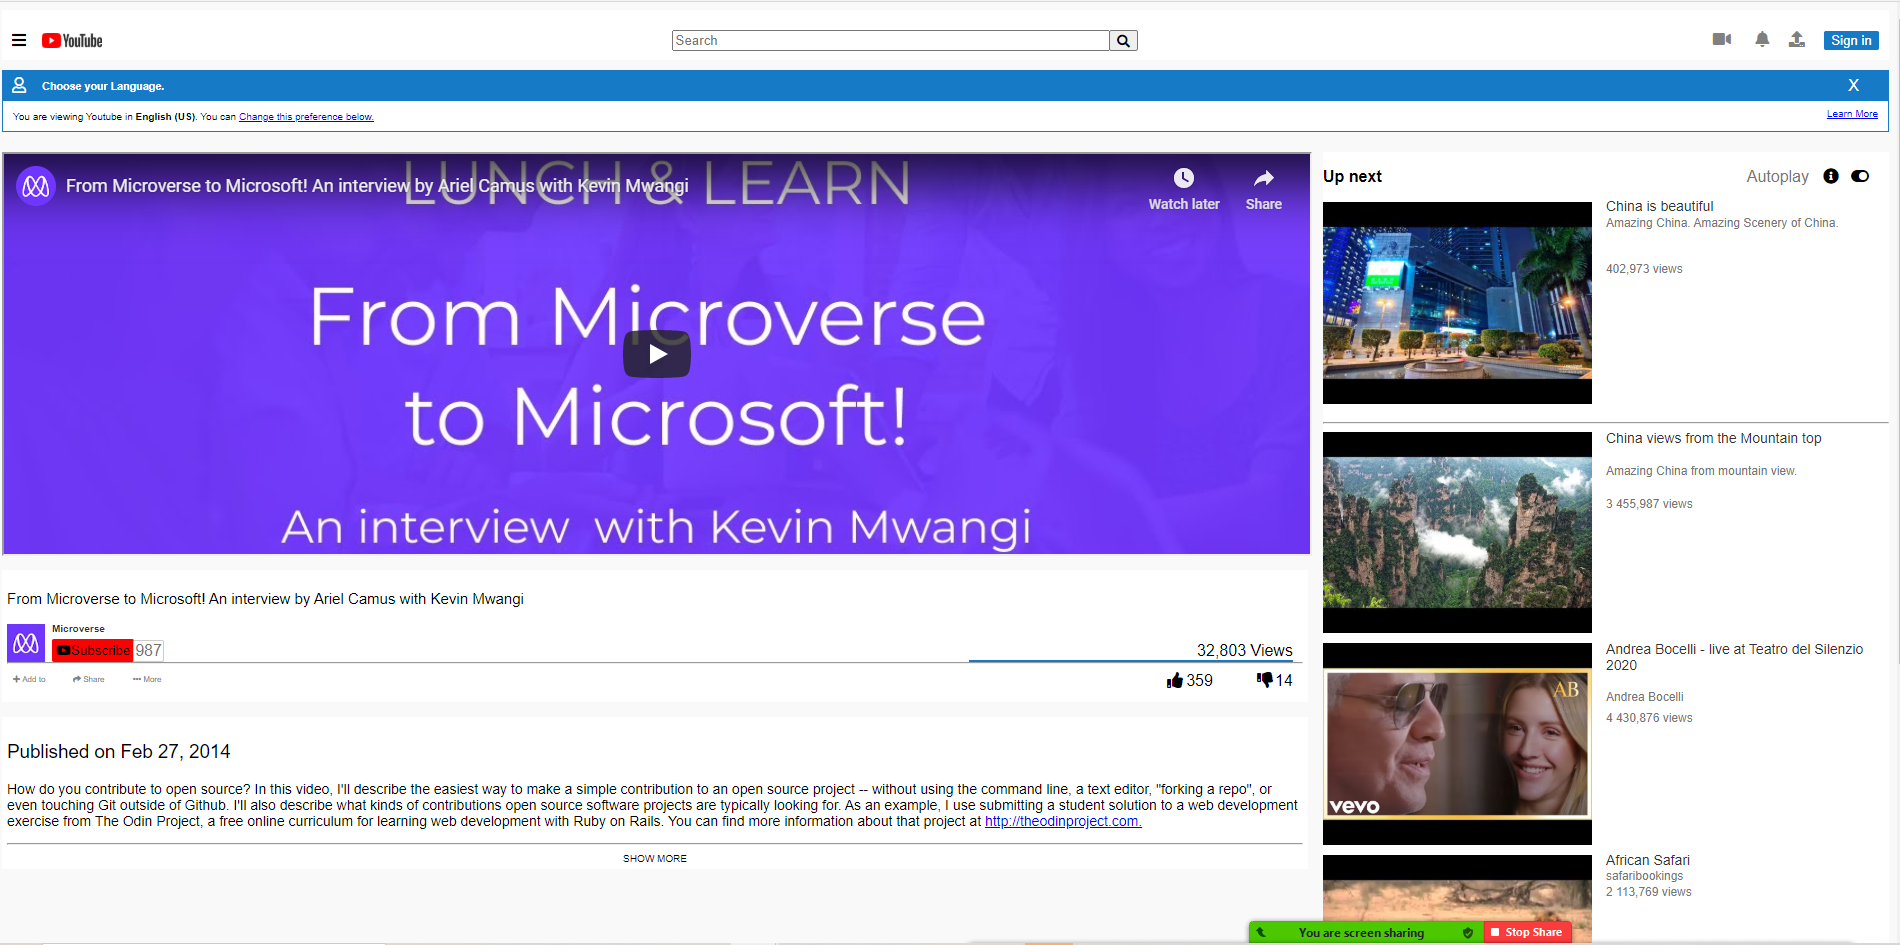 YouTube
Search
Sign in
Choose your Language.
X
You are viewing Youtube in English (US). You can Change this preference below.
Learn More
LUNCH & LEARN
From Microverse to Microsoft! An interview by Ariel Camus with Kevin Mwangi
Watch later
Share
From Microverse
to Microsoft!
An interview with Kevin Mwangi
From Microverse to Microsoft! An interview by Ariel Camus with Kevin Mwangi
Microverse
Subscribe 987
32,803 Views
Add to
Share
More
359
14
Published on Feb 27, 2014
How do you contribute to open source? In this video, I'll describe the easiest way to make a simple contribution to an open source project -- without using the command line, a text editor, "forking a repo", or
even touching Git outside of Github. I'll also describe what kinds of contributions open source software projects are typically looking for. As an example, I use submitting a student solution to a web development
exercise from The Odin Project, a free online curriculum for learning web development with Ruby on Rails. You can find more information about that project at http://theodinproject.com.
SHOW MORE
Up next
Autoplay
China is beautiful
Amazing China. Amazing Scenery of China.
402,973 views
China views from the Mountain top
Amazing China from mountain view.
3 455,987 views
AB
vevo
Andrea Bocelli - live at Teatro del Silenzio
2020
Andrea Bocelli
4 430,876 views
African Safari
safaribookings
2 113,769 views
You are screen sharing
Stop Share